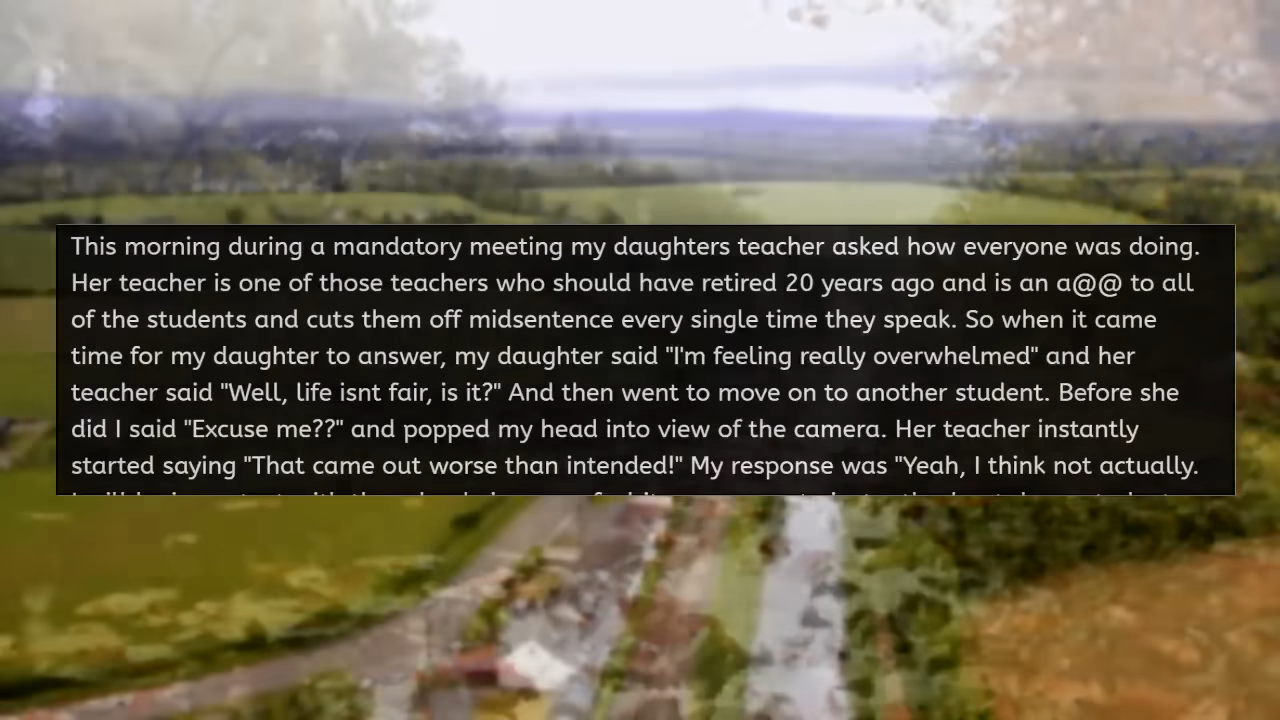 This morning during a mandatory meeting my daughters teacher asked how everyone was doing.
Her teacher is one of those teachers who should have retired 20 years ago and is an a@@ to all
of the students and cuts them off midsentence every single time they speak. So when it came
time for my daughter to answer, my daughter said "I'm feeling really overwhelmed" and her
teacher said "Well, life isnt fair, is it?" And then went to move on to another student. Before she
did I said "Excuse me??" and popped my head into view of the camera. Her teacher instantly
started saying "That came out worse than intended!" My response was "Yeah, I think not actually.